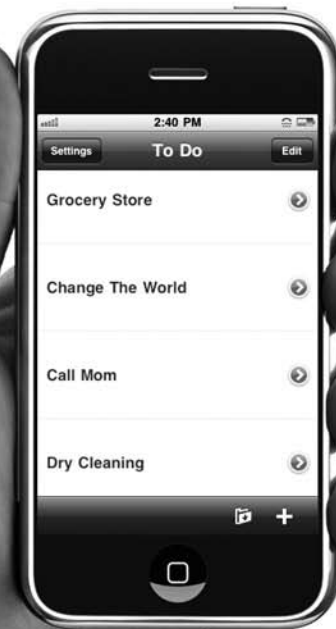 2:40 PM
Settings To Do Edit
Grocery Store
Change The World
Call Mom
Dry Cleaning